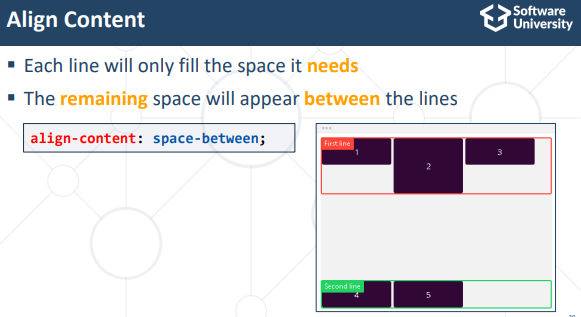 Align Content
Software
University
Each line will only fill the space it needs
The remaining space will appear between the lines
align-content: space-between;
First line
1
2
3
Second line
4
5